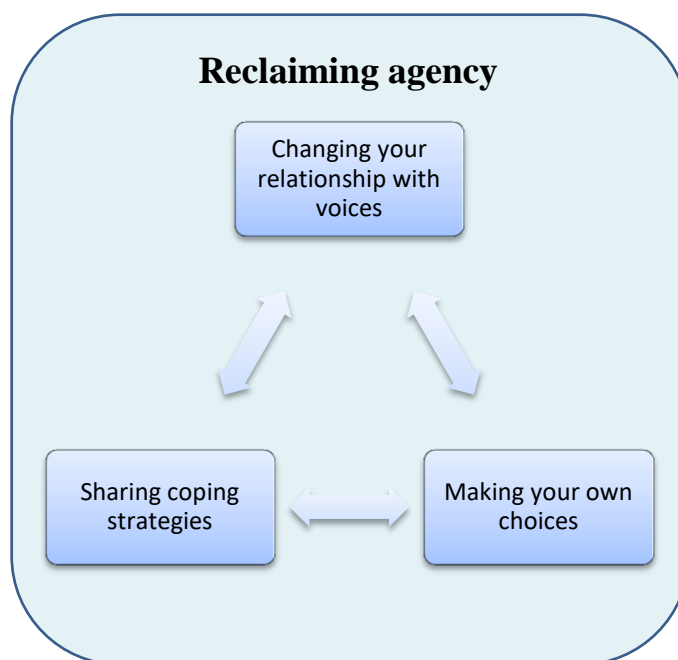 Reclaiming agency
Changing your
relationship with
voices
Sharing coping
strategies
Making your own
choices